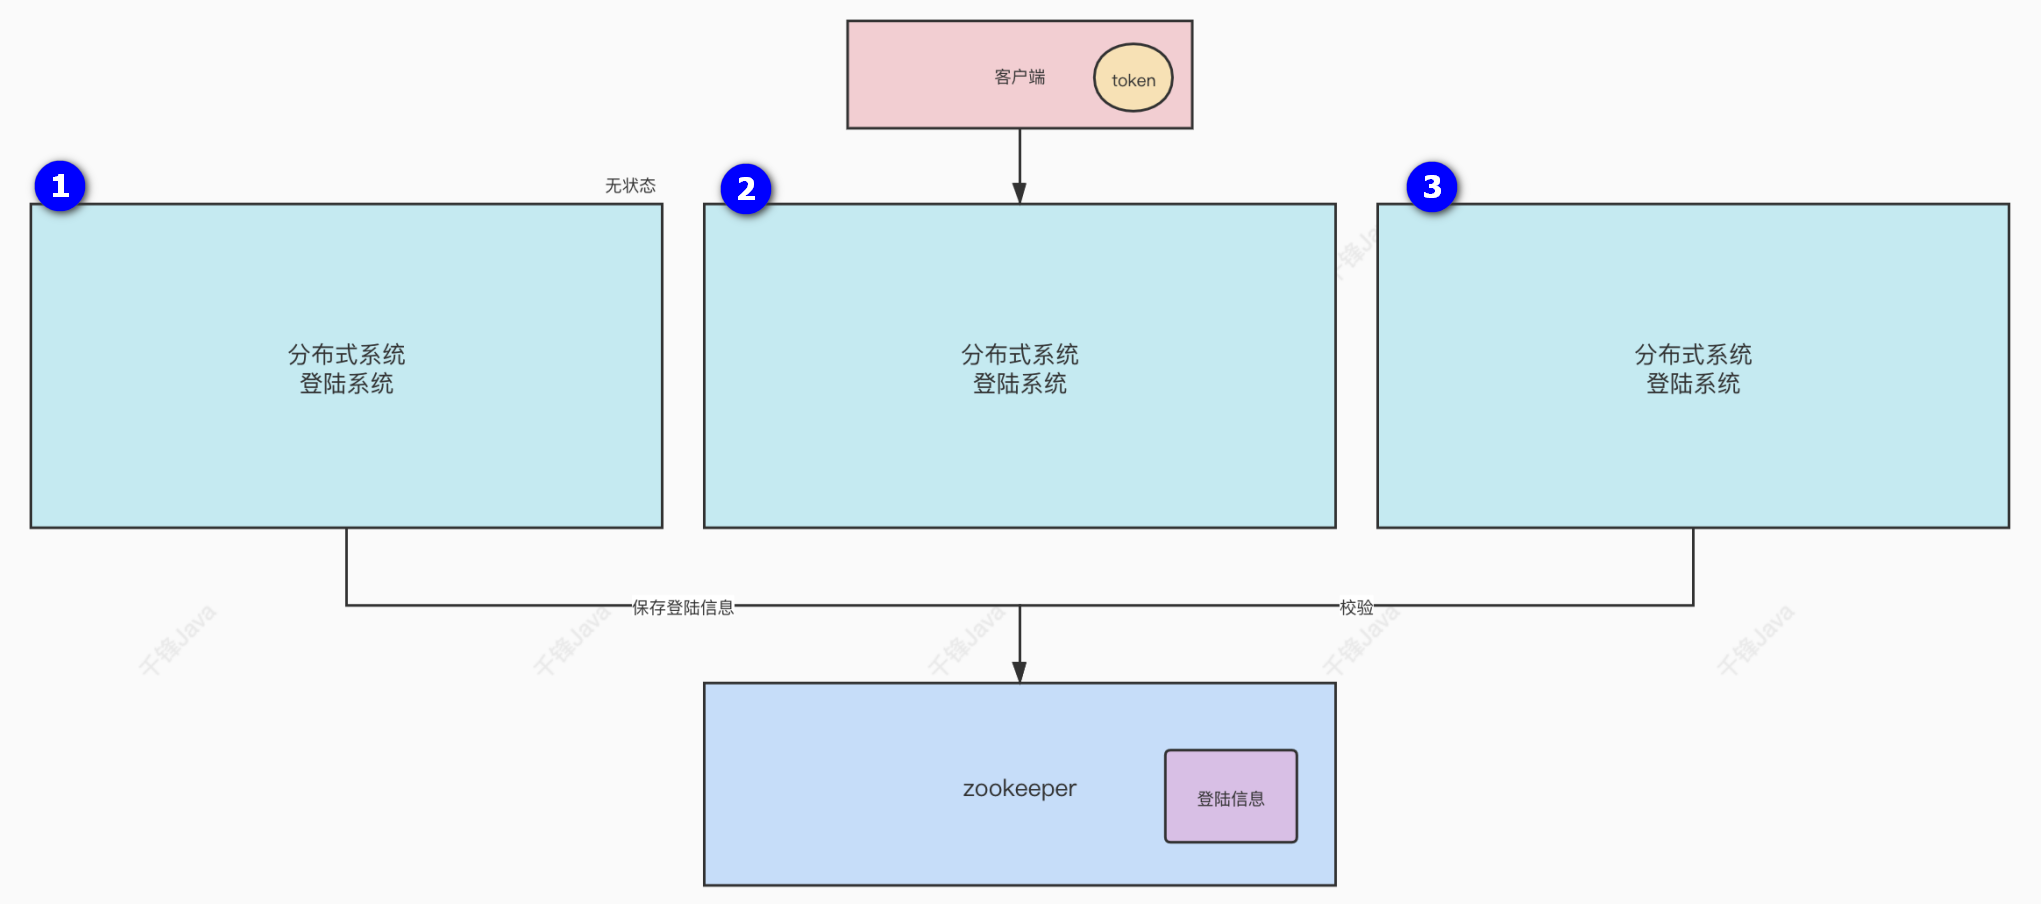 客户端
token
1
无状态
2
3
千锋Java
分布式系统
登陆系统
分布式系统
登陆系统
分布式系统
登陆系统
保存登陆信息
校验
千锋Java
千锋Java
千锋Java
千锋Java
千锋Java
zookeeper
登陆信息